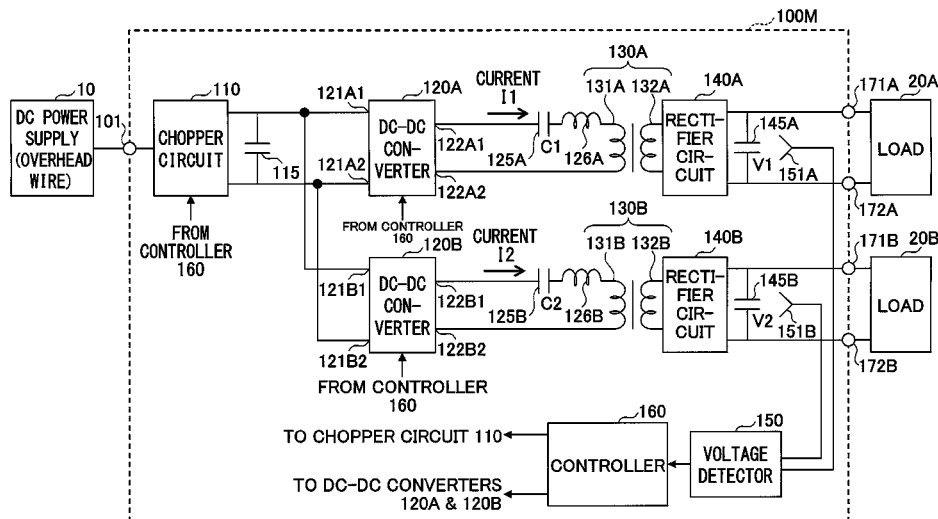 100M
10
DC POWER
SUPPLY
(OVERHEAD
WIRE)
101
110
CHOPPER
CIRCUIT
FROM
CONTROLLER
160
115
121A1
121A2
120A
DC-DC
CON-
VERTER
122A1
122A2
FROM CONTROLLER
160
CURRENT
I1
125A
C1
126A
130A
131A
132A
140A
RECTI-
FIER
CIR-
CUIT
145A
V1
151A
171A
172A
20A
LOAD
121B1
121B2
120B
DC-DC
CON-
VERTER
122B1
122B2
FROM CONTROLLER
160
CURRENT
I2
125B
C2
126B
130B
131B
132B
140B
RECTI-
FIER
CIR-
CUIT
145B
V2
151B
171B
172B
20B
LOAD
TO CHOPPER CIRCUIT 110
TO DC-DC CONVERTERS
120A & 120B
160
CONTROLLER
150
VOLTAGE
DETECTOR